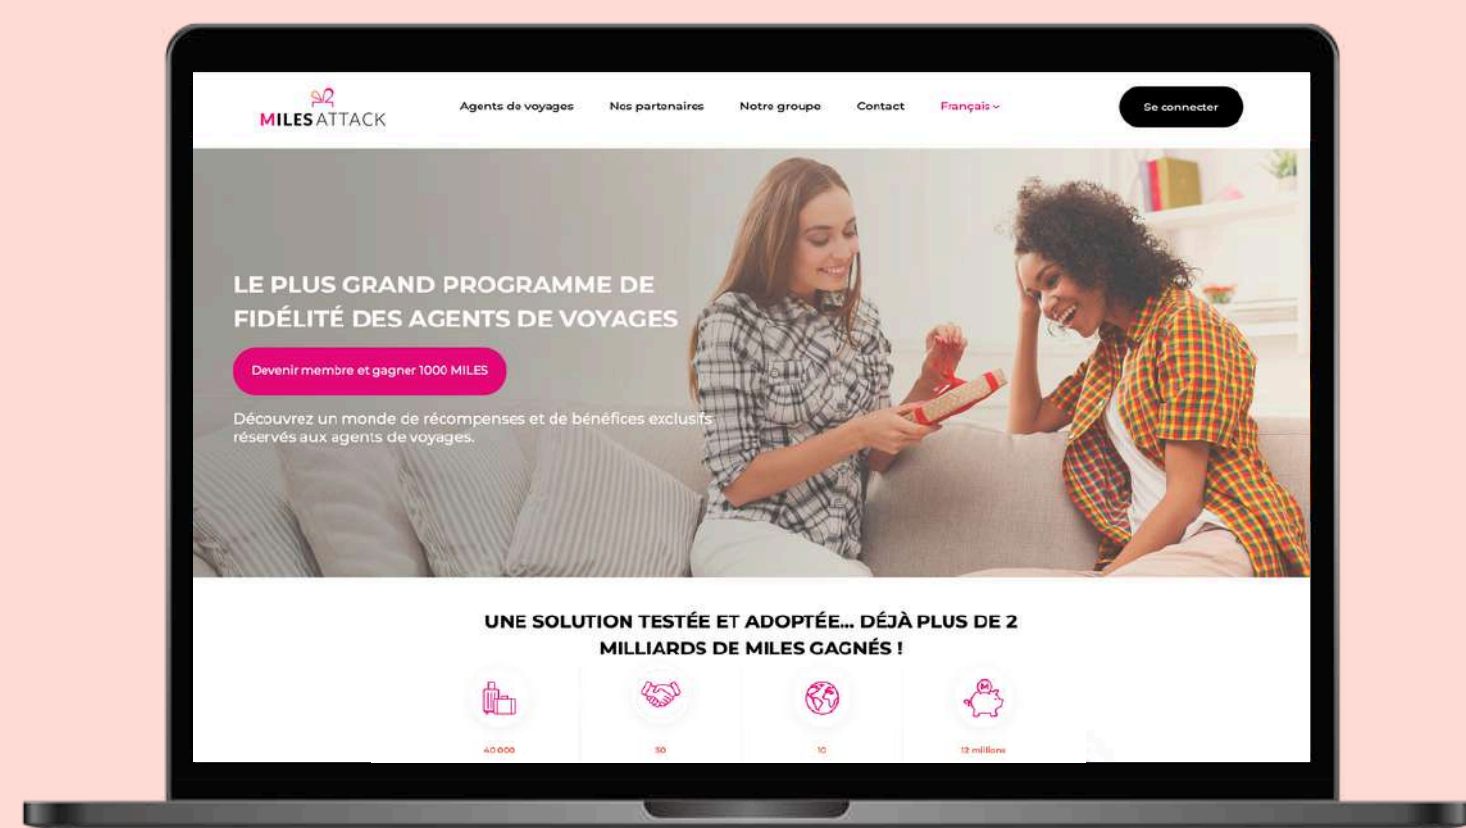 MILES ATTACK
Agents de voyages
Nos partenaires
Notre groupe
Contact
Français
Se connecter
LE PLUS GRAND PROGRAMME DE
FIDÉLITÉ DES AGENTS DE VOYAGES
Devenir membre et gagner 1000 MILES
Découvrez un monde de récompenses et de bénéfices exclusifs
réservés aux agents de voyages.
UNE SOLUTION TESTÉE ET ADOPTÉE... DÉJÀ PLUS DE 2
MILLIARDS DE MILES GAGNÉS !
M
40 000
50
10
12 millions